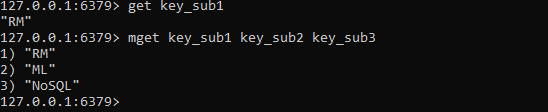 127.0.0.1:6379> get key_sub1
"RM"
127.0.0.1:6379> mget key_sub1 key_sub2 key_sub3
1) "RM"
2) "ML"
3) "NoSQL"
127.0.0.1:6379>